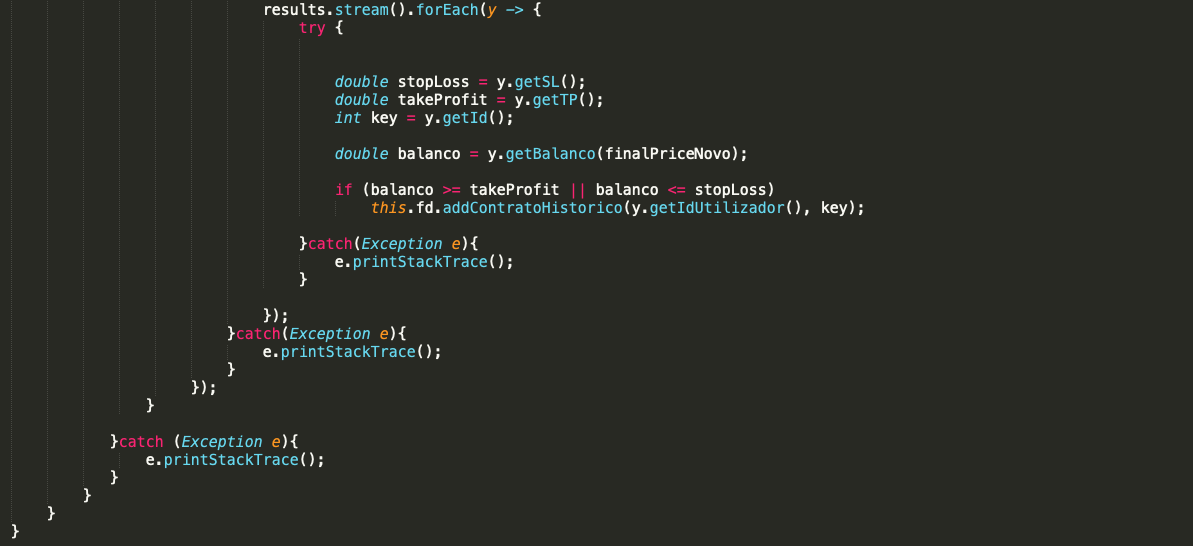 results.stream().forEach(y -> {
try {
double stopLoss = y.getSL();
double takeProfit = y.getTP();
int key = y.getId();
double balanco = y.getBalanco(finalPriceNovo);
if (balanco >= takeProfit || balanco <= stopLoss)
this.fd.addContratoHistorico(y.getIdUtilizador(), key);
}catch(Exception e){
e.printStackTrace();
}
});
}catch(Exception e){
e.printStackTrace();
}
});
}
}catch (Exception e){
e.printStackTrace();
}
}
}
}